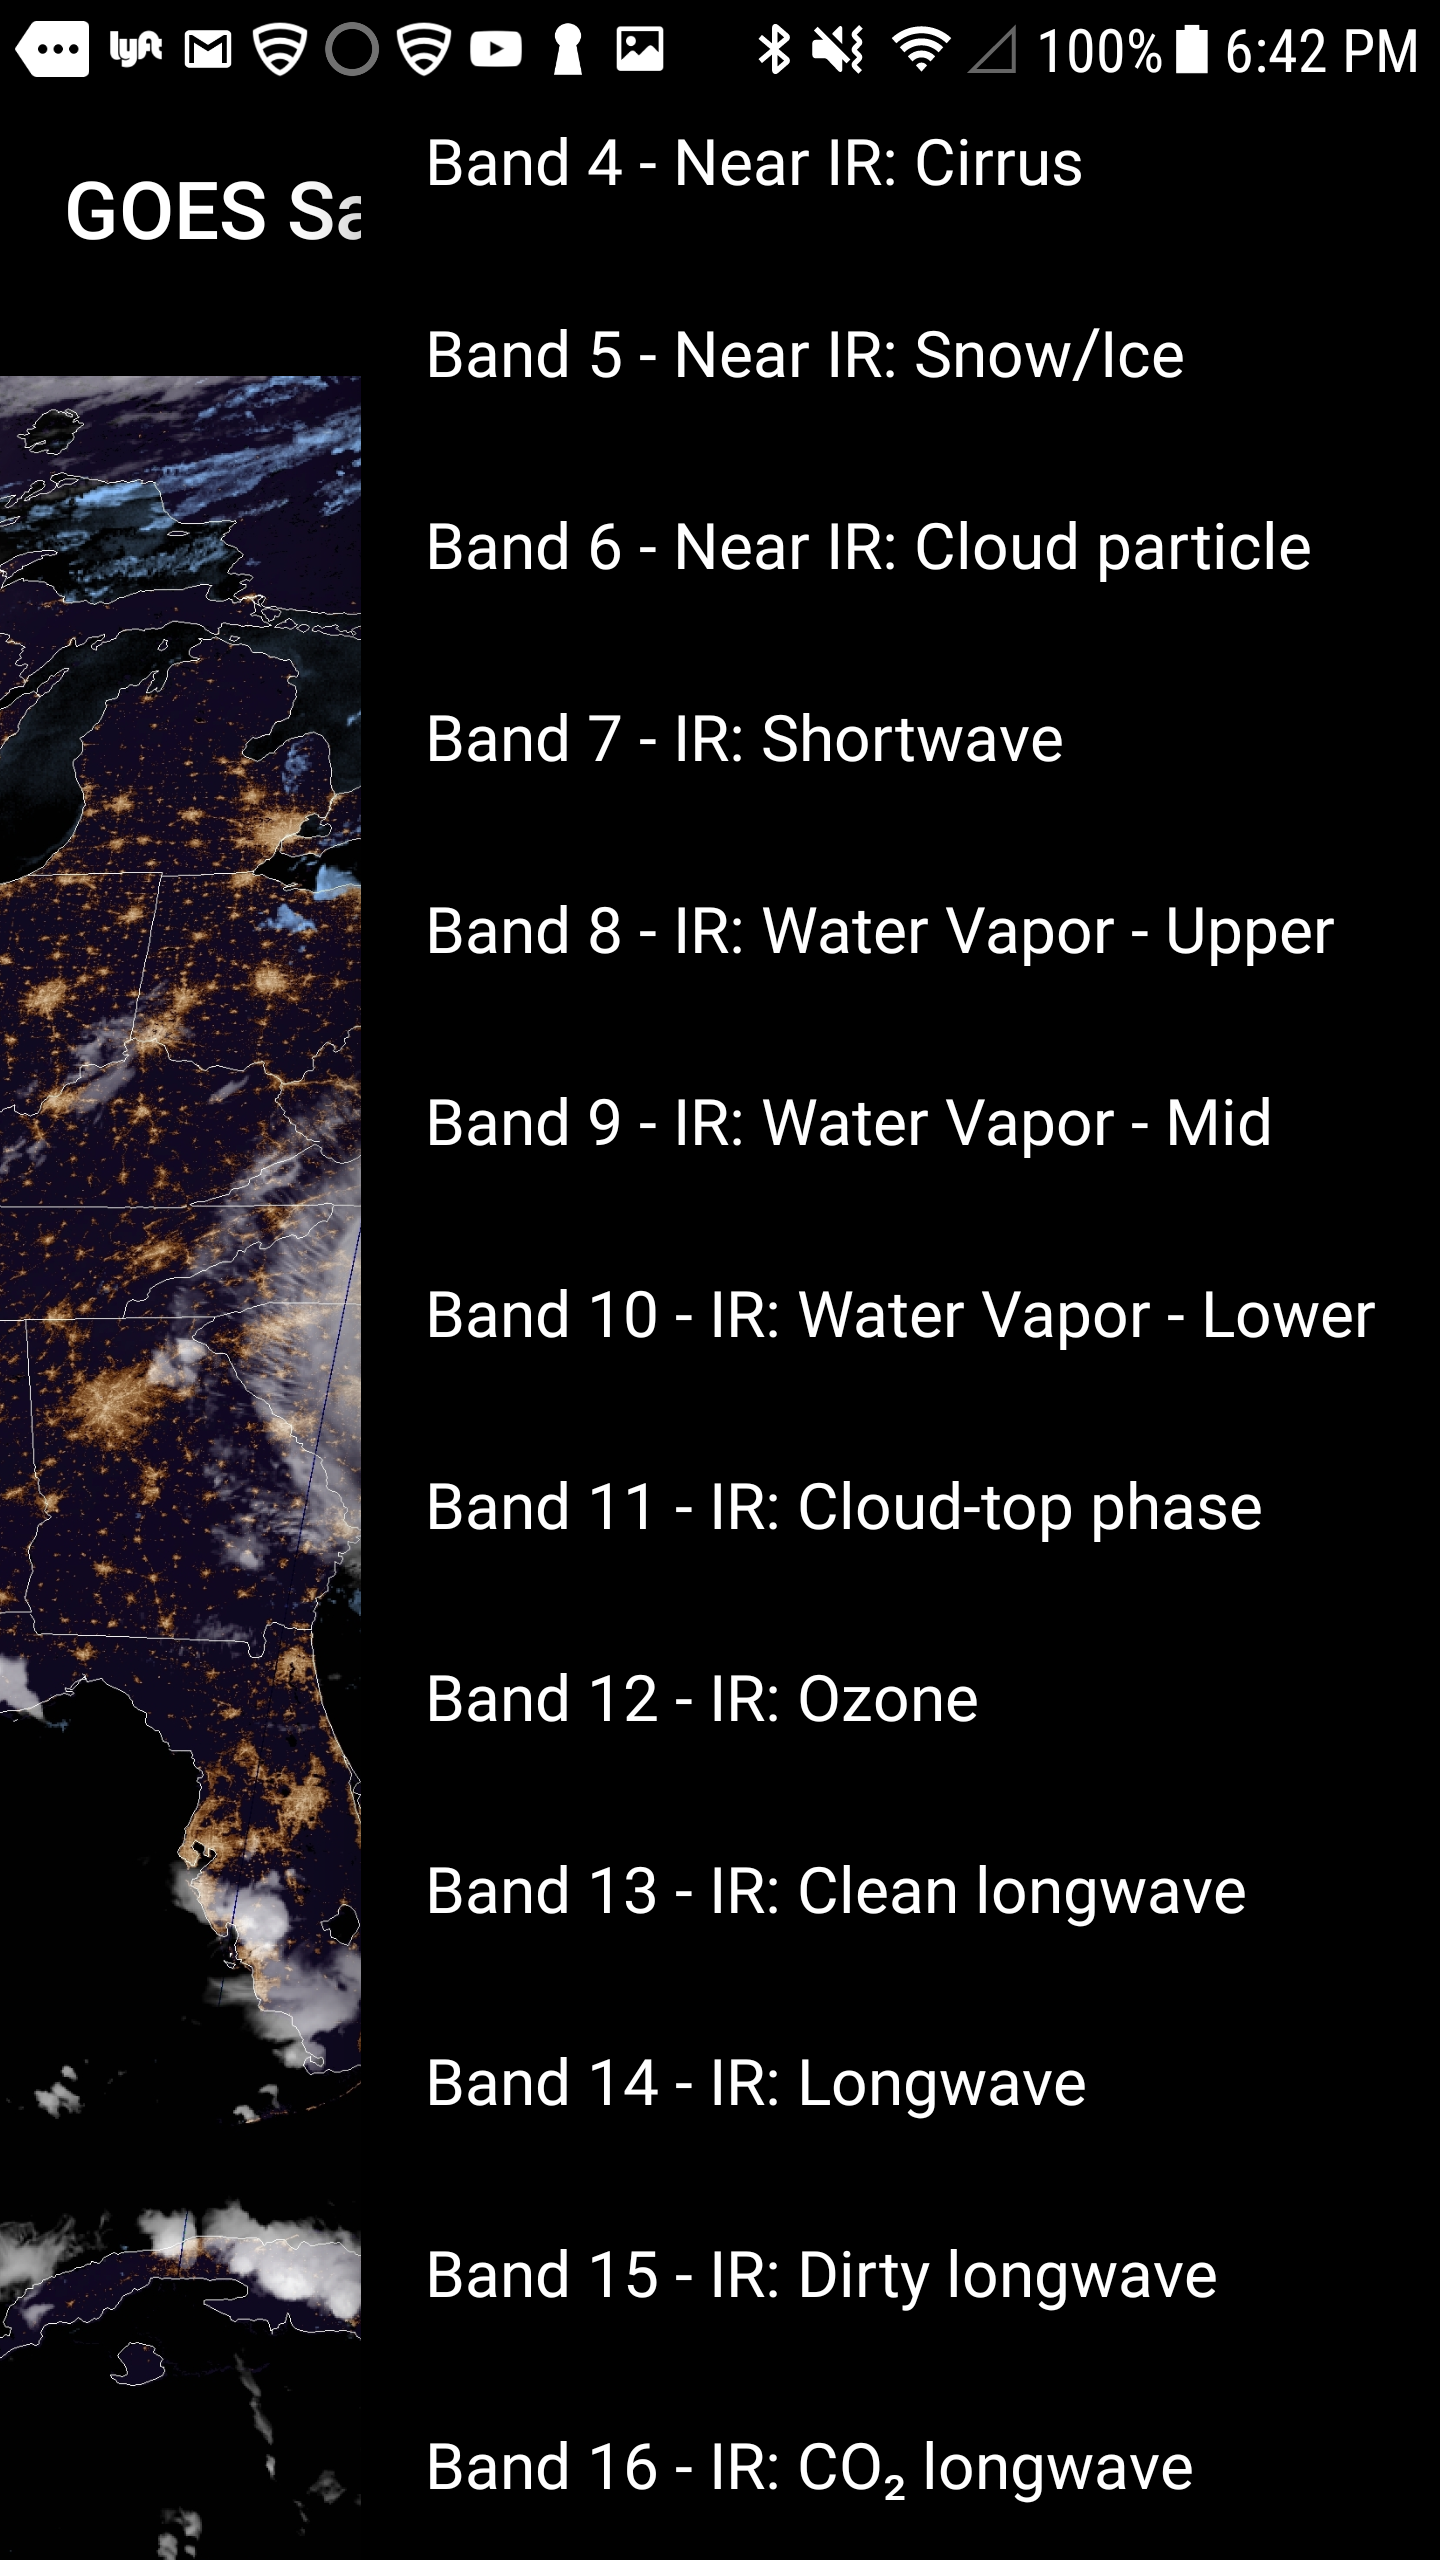 lyft
100% 6:42 PM
GOES Sa
Band 4 - Near IR: Cirrus
Band 5 - Near IR: Snow/Ice
Band 6 - Near IR: Cloud particle
Band 7 - IR: Shortwave
Band 8 - IR: Water Vapor - Upper
Band 9 - IR: Water Vapor - Mid
Band 10 - IR: Water Vapor - Lower
Band 11 - IR: Cloud-top phase
Band 12 - IR: Ozone
Band 13 - IR: Clean longwave
Band 14 - IR: Longwave
Band 15 - IR: Dirty longwave
Band 16 - IR: CO₂ longwave